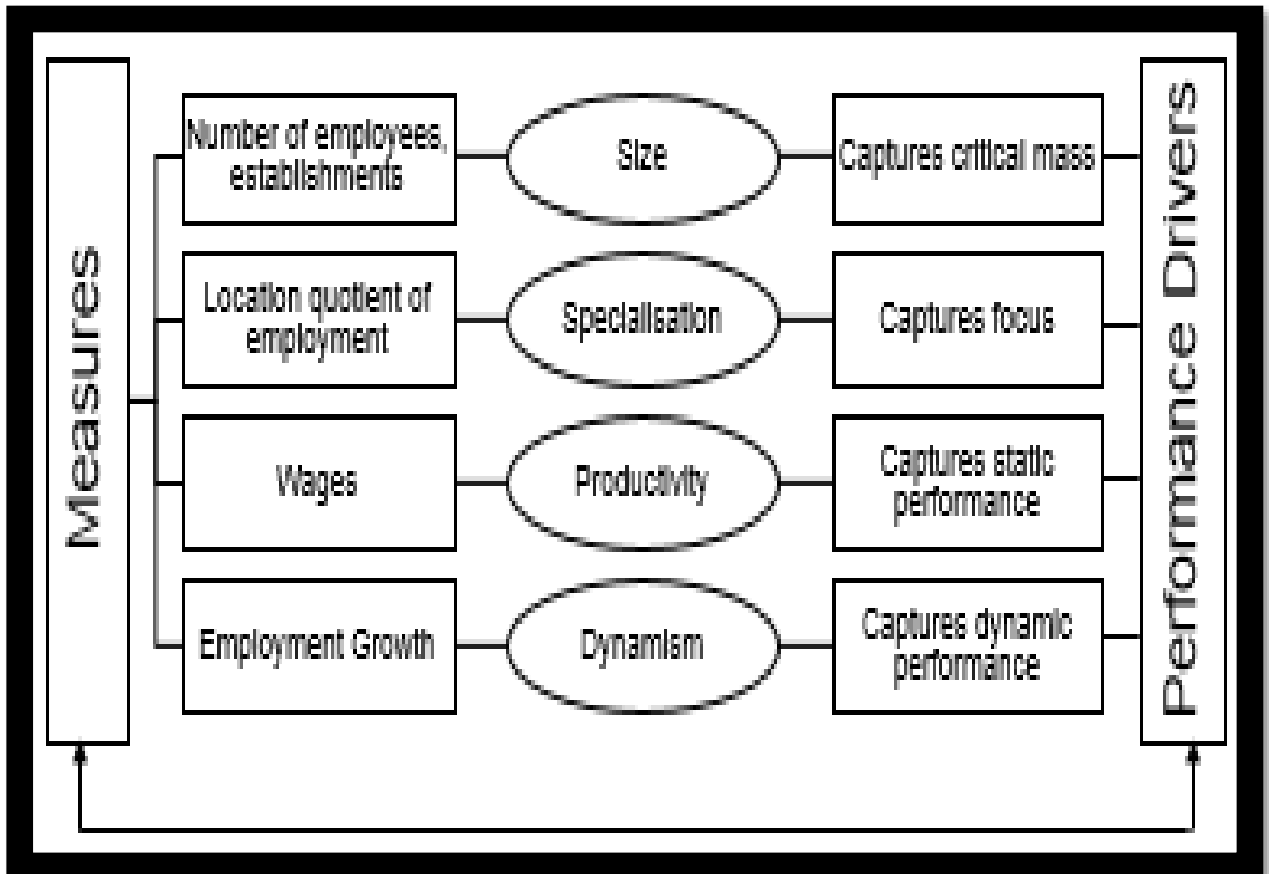 Measures
Number of employees,
establishments
Size
Captures critical mass
Location quotient of
employment
Specialisation
Captures focus
Wages
Productivity
Captures static
performance
Employment Growth
Dynamism
Captures dynamic
performance
Performance Drivers